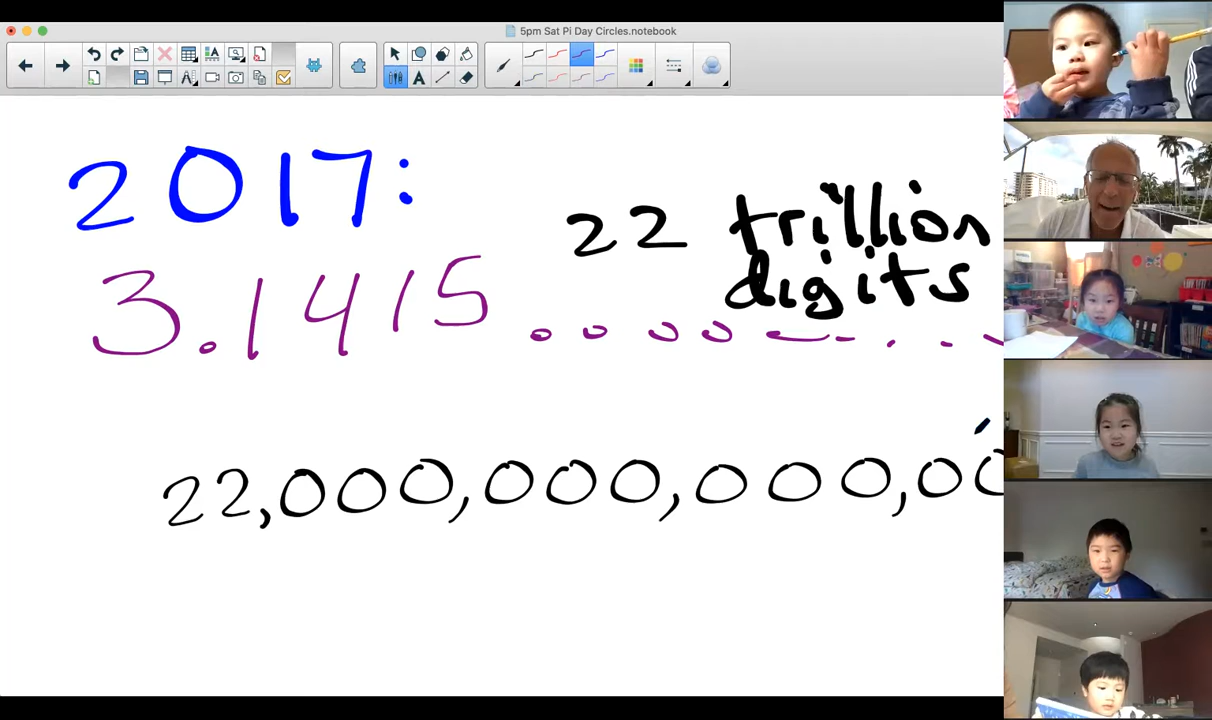 5pm Sat Pi Day Circles.notebook
2017:
22 trillion
digits
3.1415
22,000,000,000,00